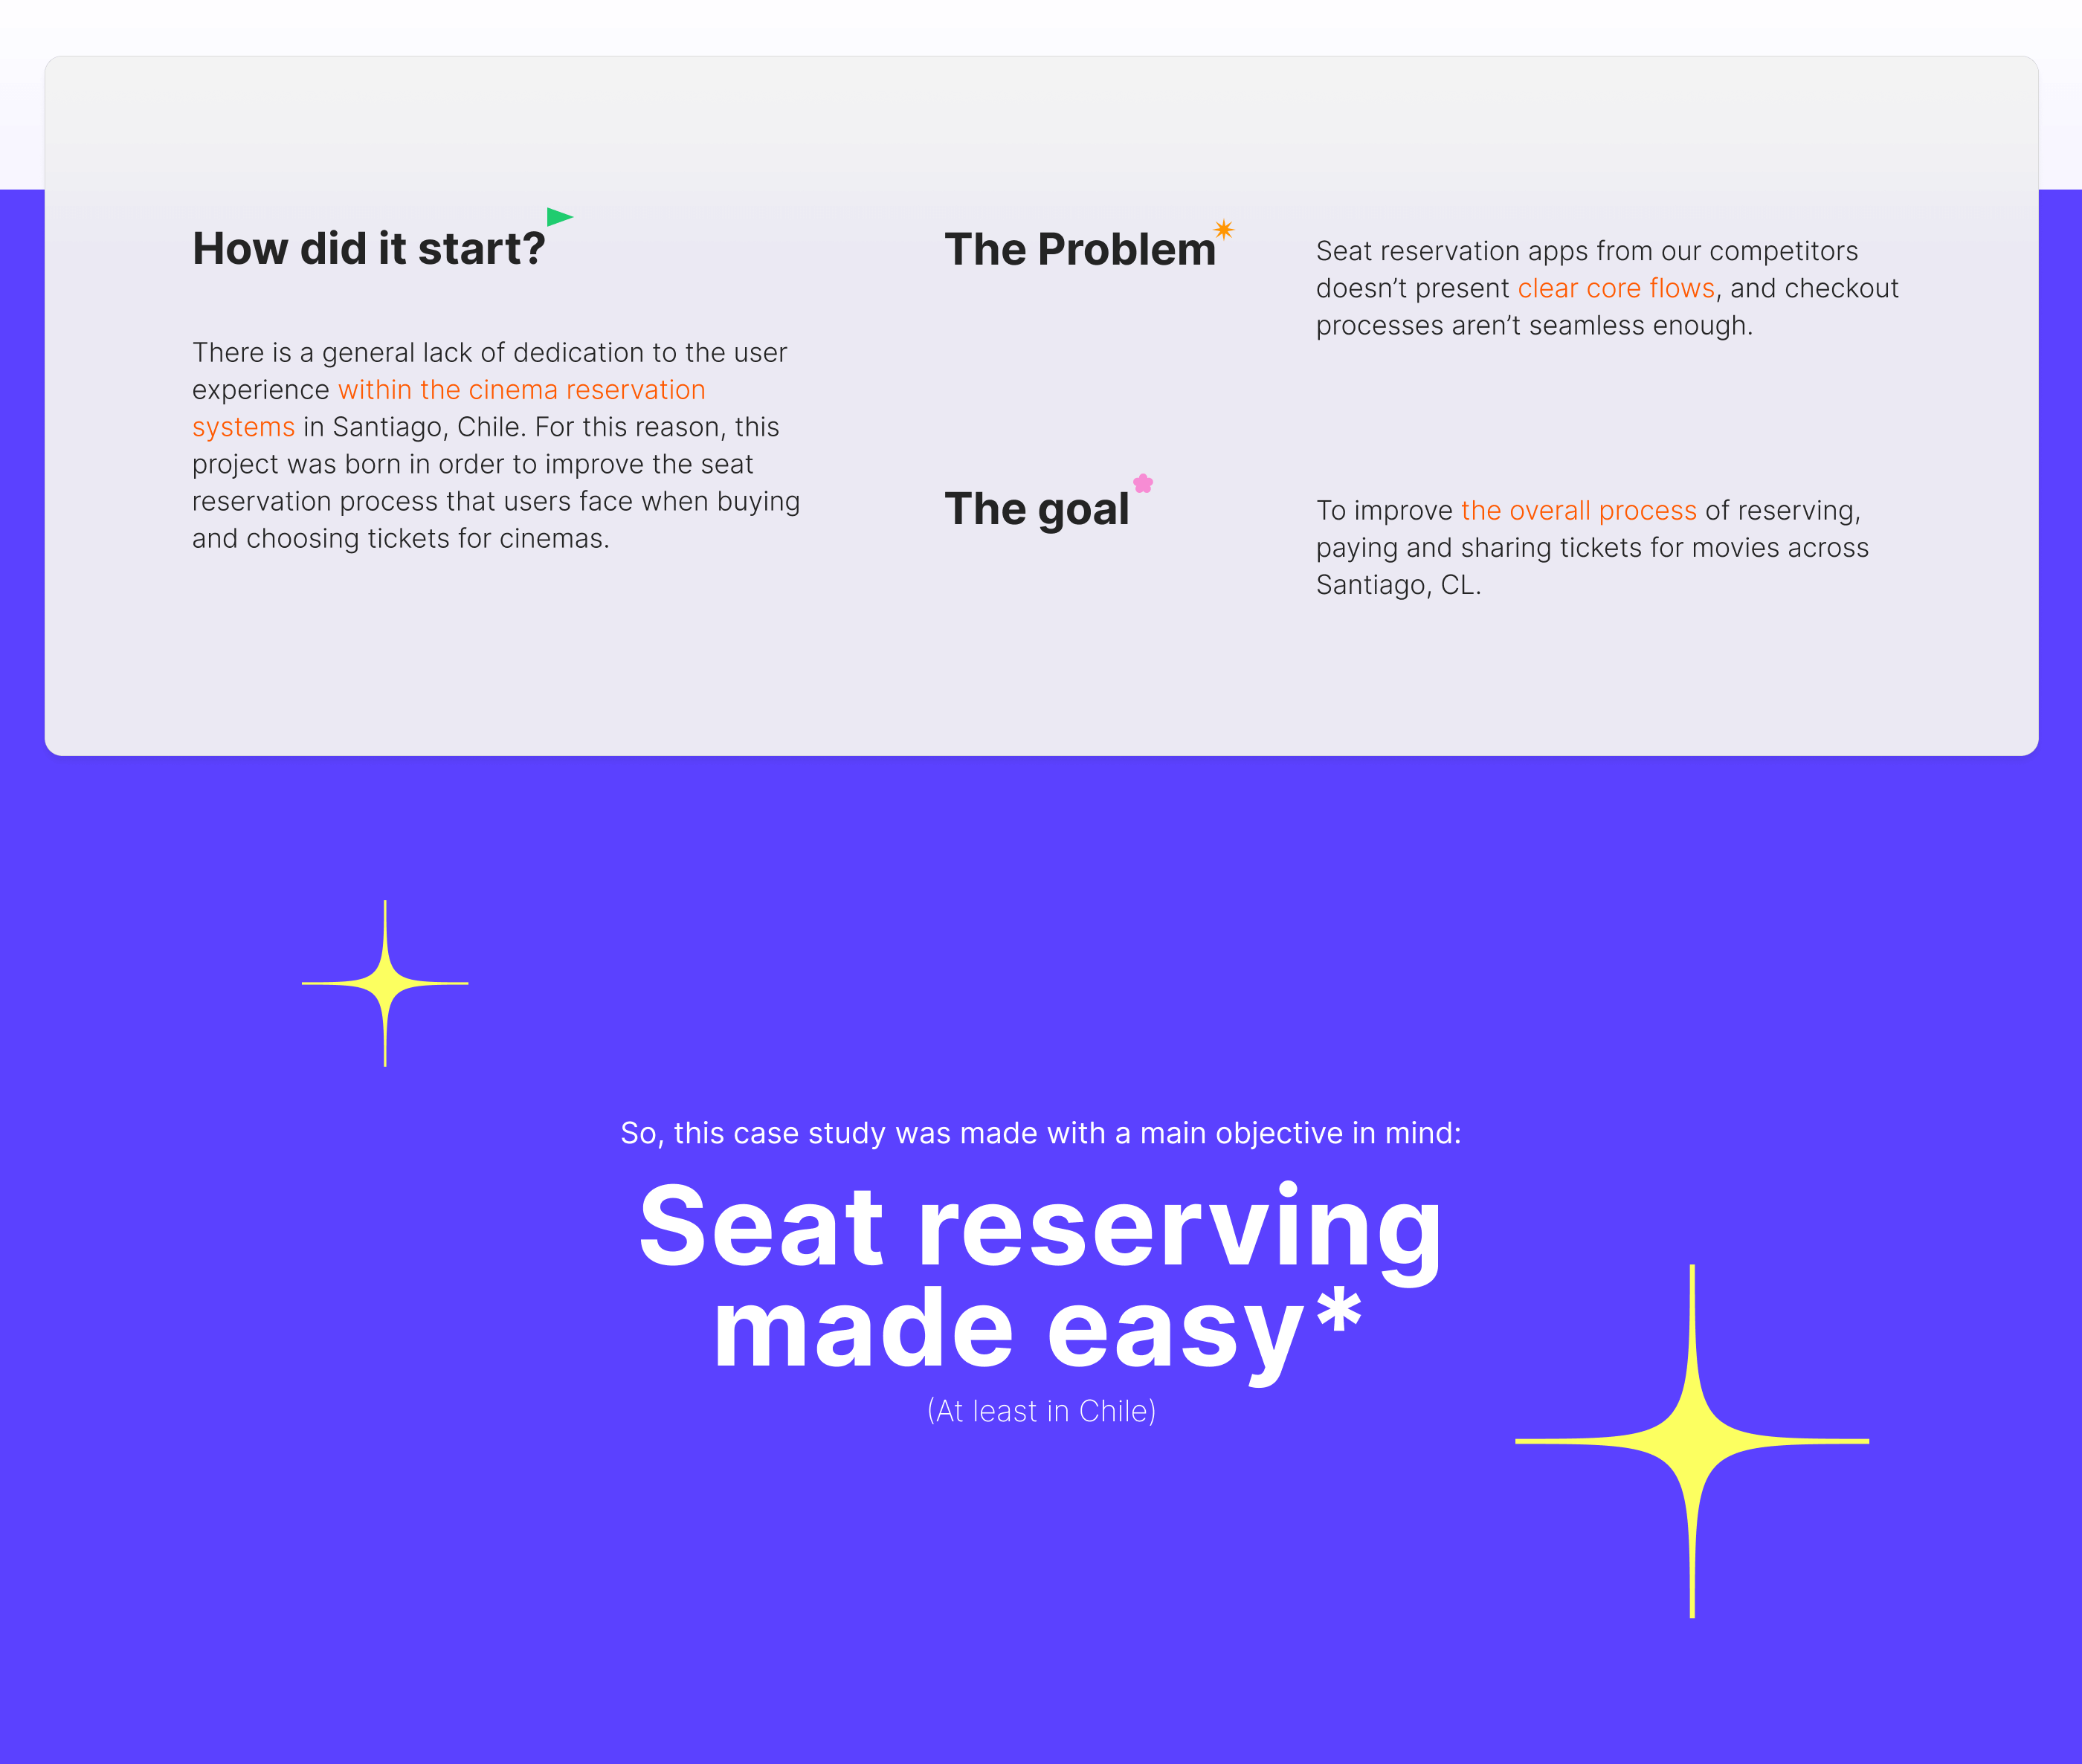 How did it start?
There is a general lack of dedication to the user
experience within the cinema reservation
systems in Santiago, Chile. For this reason, this
project was born in order to improve the seat
reservation process that users face when buying
and choosing tickets for cinemas.
The Problem
Seat reservation apps from our competitors
doesn’t present clear core flows, and checkout
processes aren’t seamless enough.
The goal
To improve the overall process of reserving,
paying and sharing tickets for movies across
Santiago, CL.
So, this case study was made with a main objective in mind:
Seat reserving
made easy*
(At least in Chile)